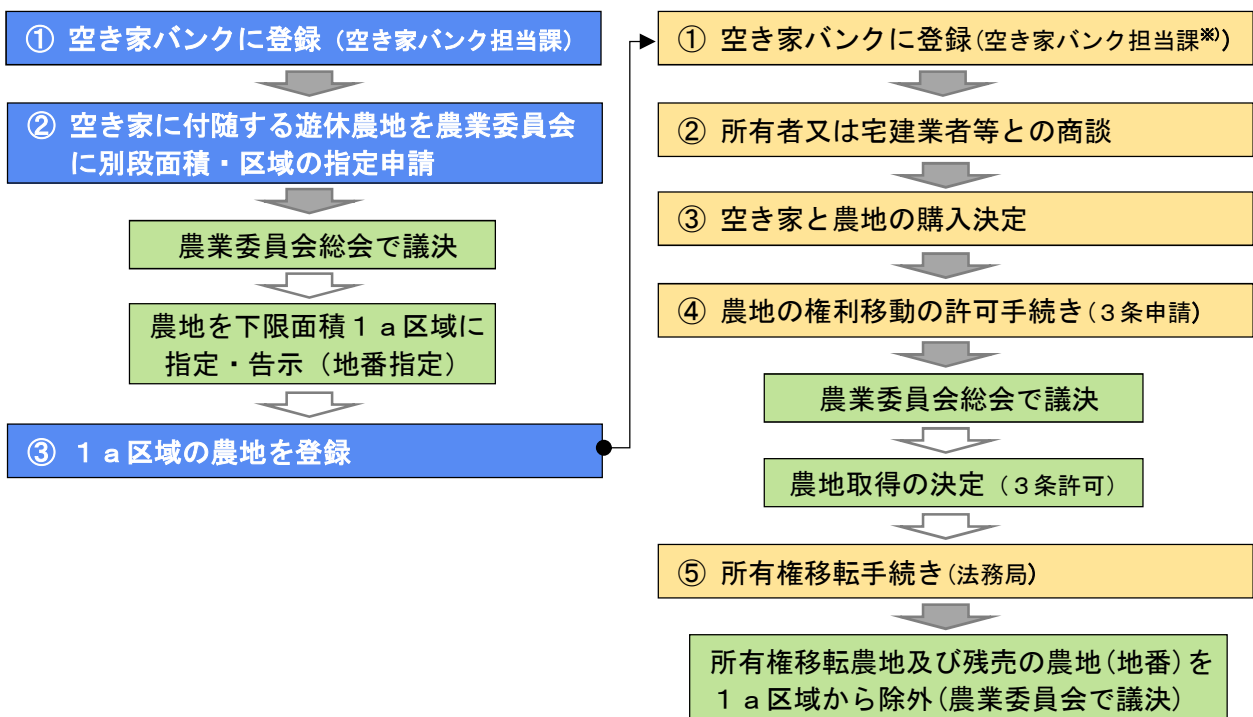 ① 空き家バンクに登録（空き家バンク担当課）
② 空き家に付随する遊休農地を農業委員会
に別段面積・区域の指定申請
農業委員会総会で議決
農地を下限面積１ａ区域に
指定・告示（地番指定）
③ １ａ区域の農地を登録
① 空き家バンクに登録(空き家バンク担当課※))
② 所有者又は宅建業者等との商談
③ 空き家と農地の購入決定
④ 農地の権利移動の許可手続き(３条申請)
農業委員会総会で議決
農地取得の決定（３条許可）
⑤ 所有権移転手続き(法務局)
所有権移転農地及び残売の農地(地番)を
１ａ区域から除外(農業委員会で議決)